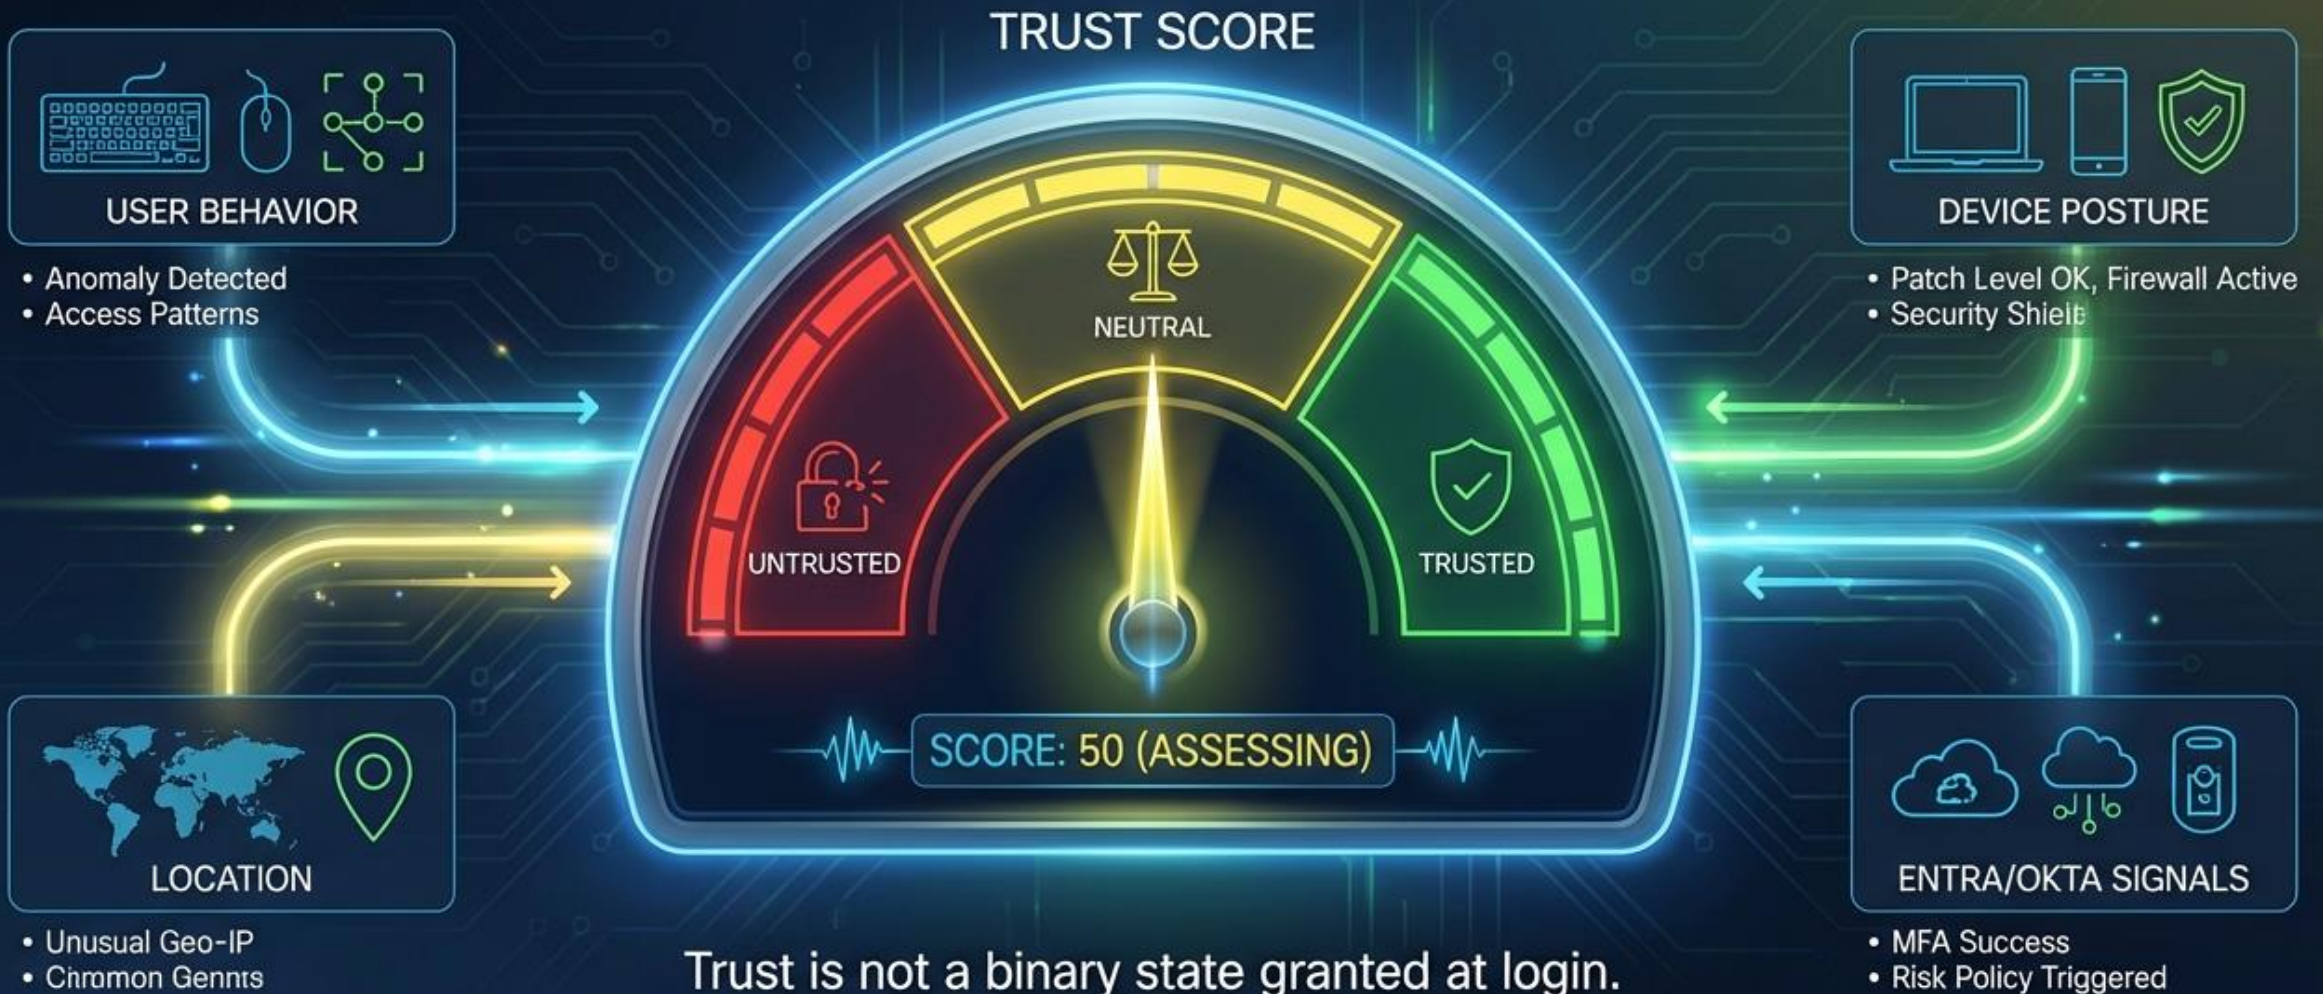 TRUST SCORE
USER BEHAVIOR
• Anomaly Detected
• Access Patterns
DEVICE POSTURE
• Patch Level OK, Firewall Active
• Security
NEUTRAL
UNTRUSTED
TRUSTED
SCORE: 50 (ASSESSING)
LOCATION
• Unusual Geo-IP
ENTRA/OKTA SIGNALS
• MFA Success
• Risk Policy Triggered
Trust is not a binary state granted at login.